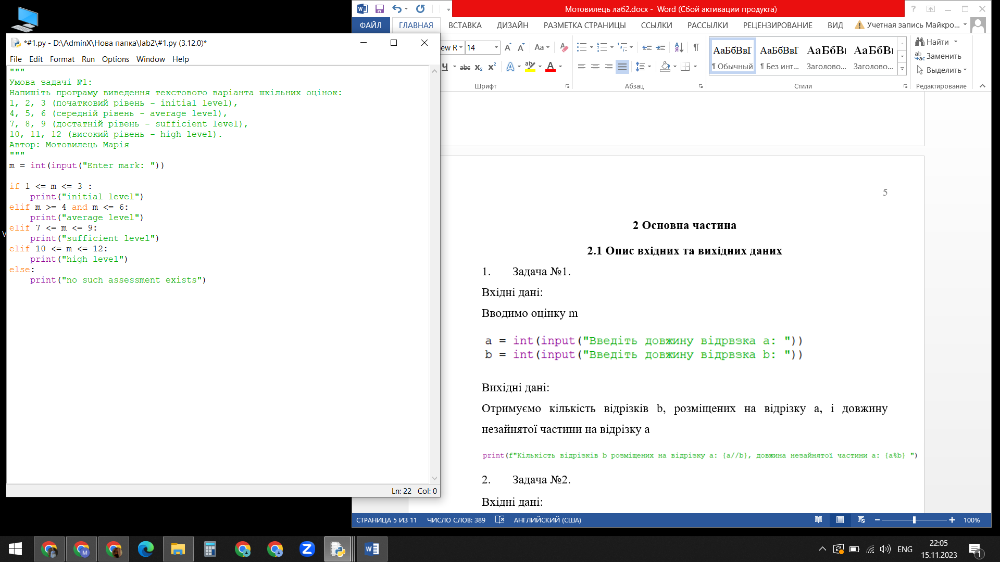 Мотовилець лаб2.docx - Word (Сбой активации продукта)
ФАЙЛ ГЛАВНАЯ ВСТАВКА ДИЗАЙН РАЗМЕТКА СТРАНИЦЫ ССЫЛКИ РАССЫЛКИ РЕЦЕНЗИРОВАНИЕ ВИД Учетная запись Майкро...
ew R 14 Aa
Ч abc x₂ x² A ab A
Шрифт
¶
Абзац
АаБбВвГ АаБбВвГ АаБбВı АаБбВı
¶ Обычный ¶ Без инт... Заголово... Заголово...
Стили
Найти
Заменить
Выделить
Редактирование
*#1.py - D:\AdminX\Нова папка\lab2\#1.py (3.12.0)*
File Edit Format Run Options Window Help
"""
Умова задачі №1:
Напишіть програму виведення текстового варіанта шкільних оцінок:
1, 2, 3 (початковий рівень - initial level),
4, 5, 6 (середній рівень - average level),
7, 8, 9 (достатній рівень - sufficient level),
10, 11, 12 (високий рівень - high level).
Автор: Мотовилець Марія
"""
m = int(input("Enter mark: "))
if 1 <= m <= 3 :
    print("initial level")
elif m >= 4 and m <= 6:
    print("average level")
elif 7 <= m <= 9:
    print("sufficient level")
elif 10 <= m <= 12:
    print("high level")
else:
    print("no such assessment exists")
Ln: 22 Col: 0
5
2 Основна частина
2.1 Опис вхідних та вихідних даних
1. Задача №1.
Вхідні дані:
Вводимо оцінку m
a = int(input("Введіть довжину відрвзка a: "))
b = int(input("Введіть довжину відрвзка b: "))
Вихідні дані:
Отримуємо кількість відрізків b, розміщених на відрізку a, і довжину
незайнятої частини на відрізку a
print(f"Кількість відрізків b розміщених на відрізку a: {a//b}, довжина незайнятої частини a: {a%b} ")
2. Задача №2.
Вхідні дані:
СТРАНИЦА 5 ИЗ 11 ЧИСЛО СЛОВ: 389 АНГЛИЙСКИЙ (США) 100%
ENG
22:05
15.11.2023
1